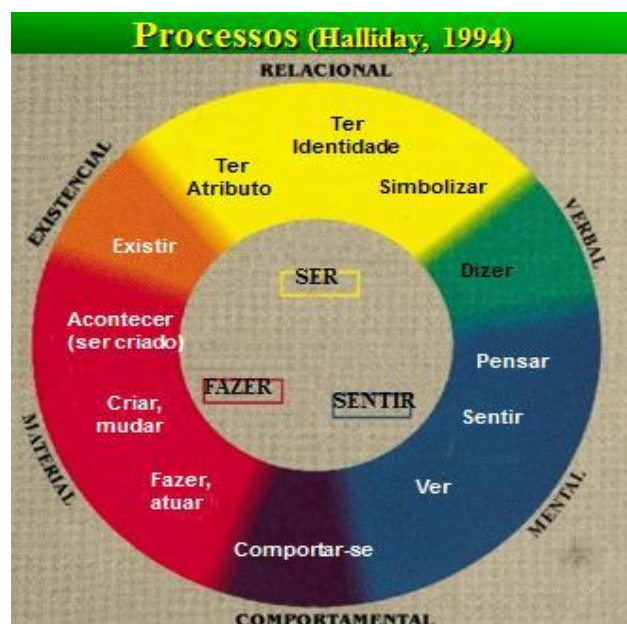 Processos (Halliday, 1994)
RELACIONAL
Ter
Identidade
Ter
Atributo
Simbolizar
EXISTENCIAL
VERBAL
Existir
Dizer
SER
Acontecer
(ser criado)
Pensar
FAZER
SENTIR
Criar,
mudar
Sentir
MATERIAL
Fazer,
atuar
Ver
MENTAL
Comportar-se
COMPORTAMENTAL